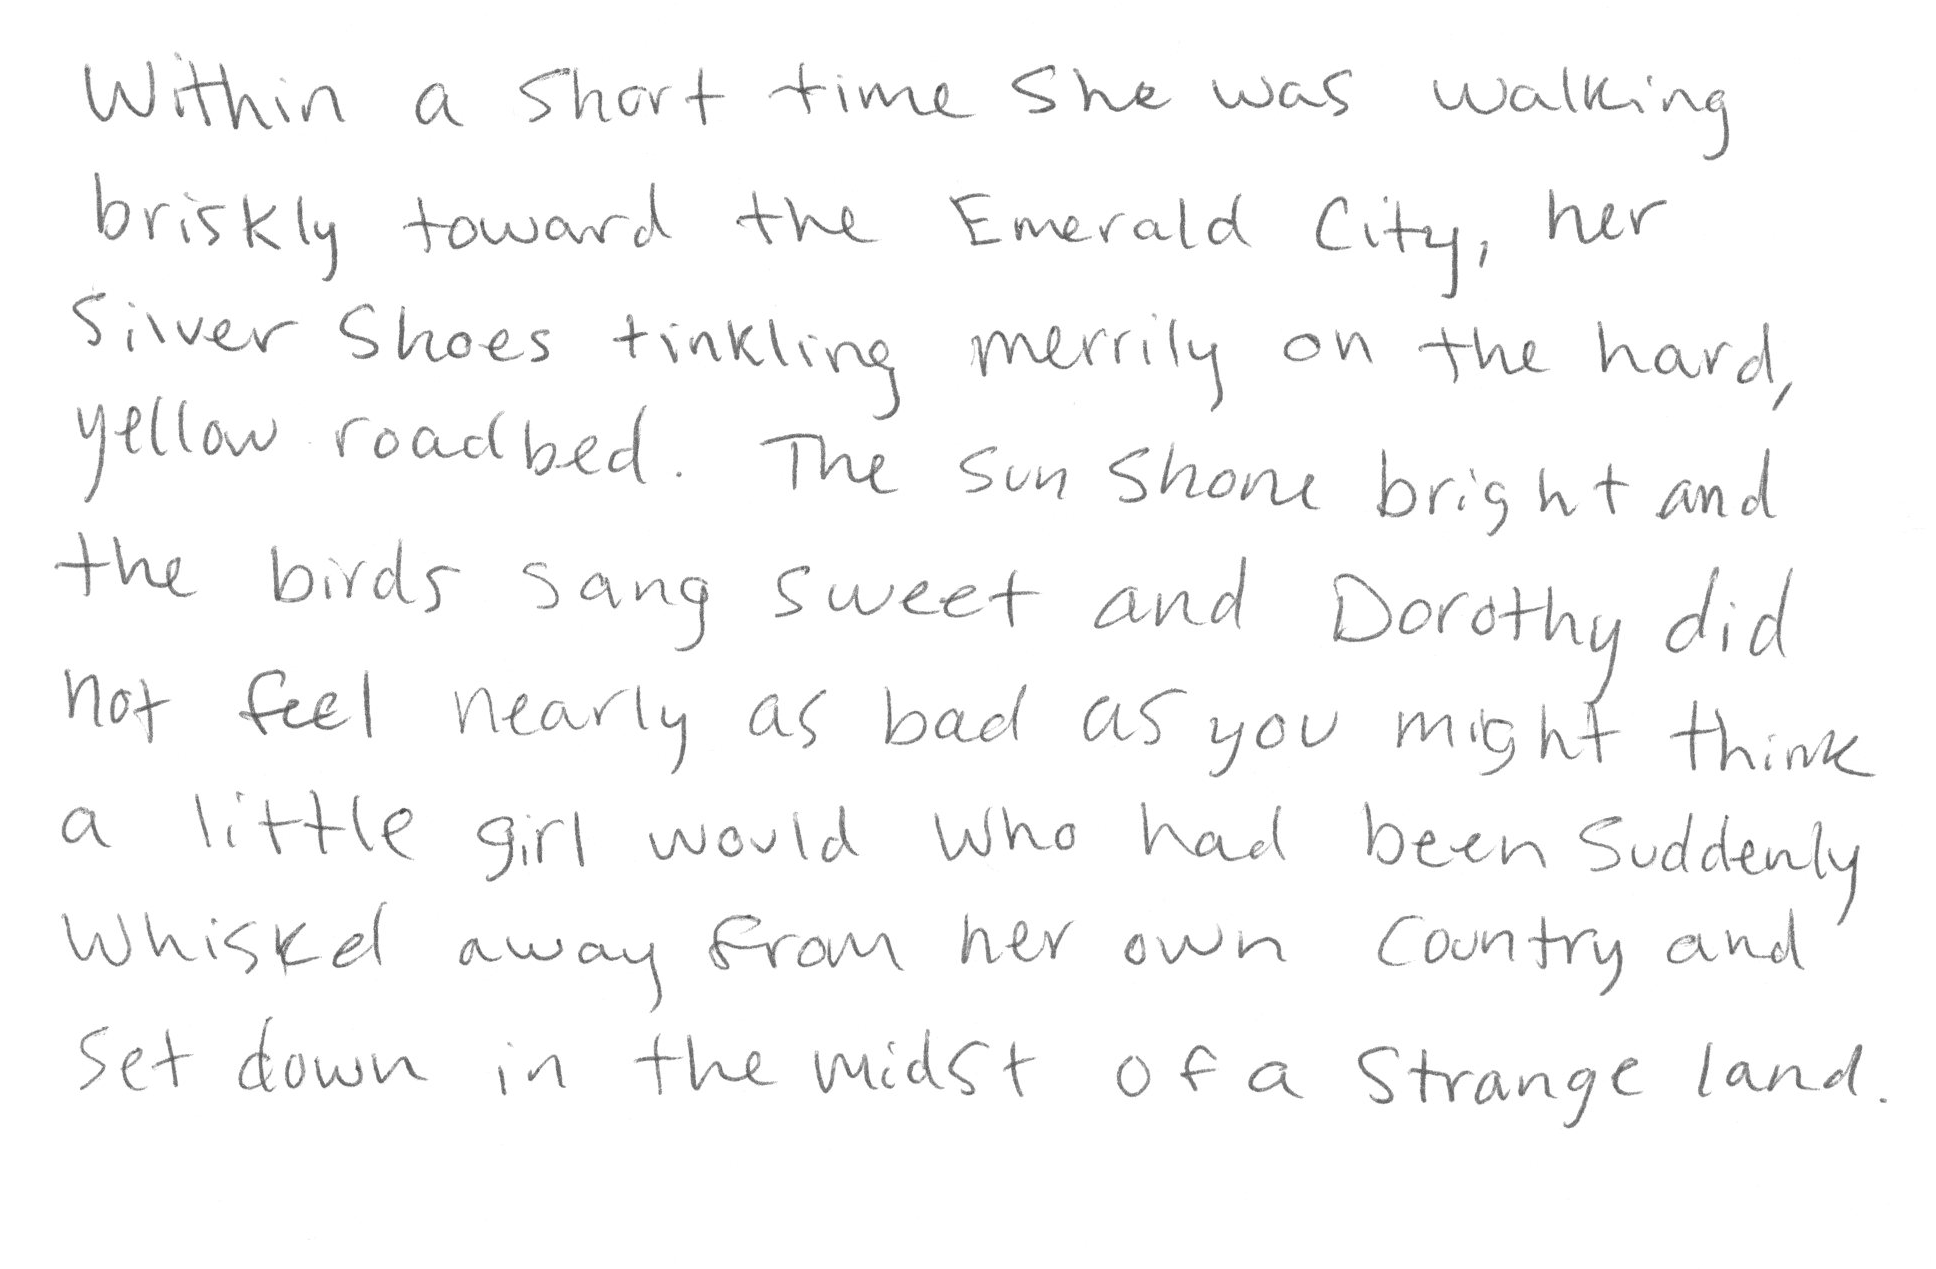 Within a short time she was walking
briskly toward the Emerald City, her
Silver Shoes tinkling merrily on the hard,
yellow roadbed. The sun shone bright and
the birds sang sweet and Dorothy did
not feel nearly as bad as you might think
a little girl would who had been suddenly
whisked away from her own country and
set down in the midst of a strange land.